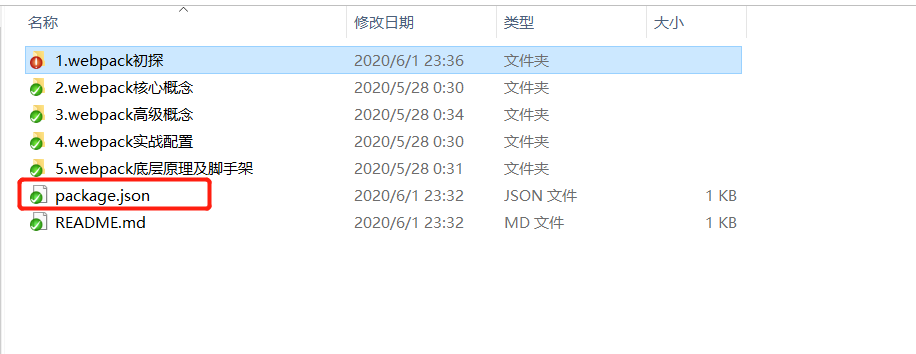 名称 修改日期 类型 大小
1.webpack初探 2020/6/1 23:36 文件夹
2.webpack核心概念 2020/5/28 0:30 文件夹
3.webpack高级概念 2020/5/28 0:34 文件夹
4.webpack实战配置 2020/5/28 0:30 文件夹
5.webpack底层原理及脚手架 2020/5/28 0:31 文件夹
package.json 2020/6/1 23:32 JSON 文件 1 KB
README.md 2020/6/1 23:32 MD 文件 1 KB